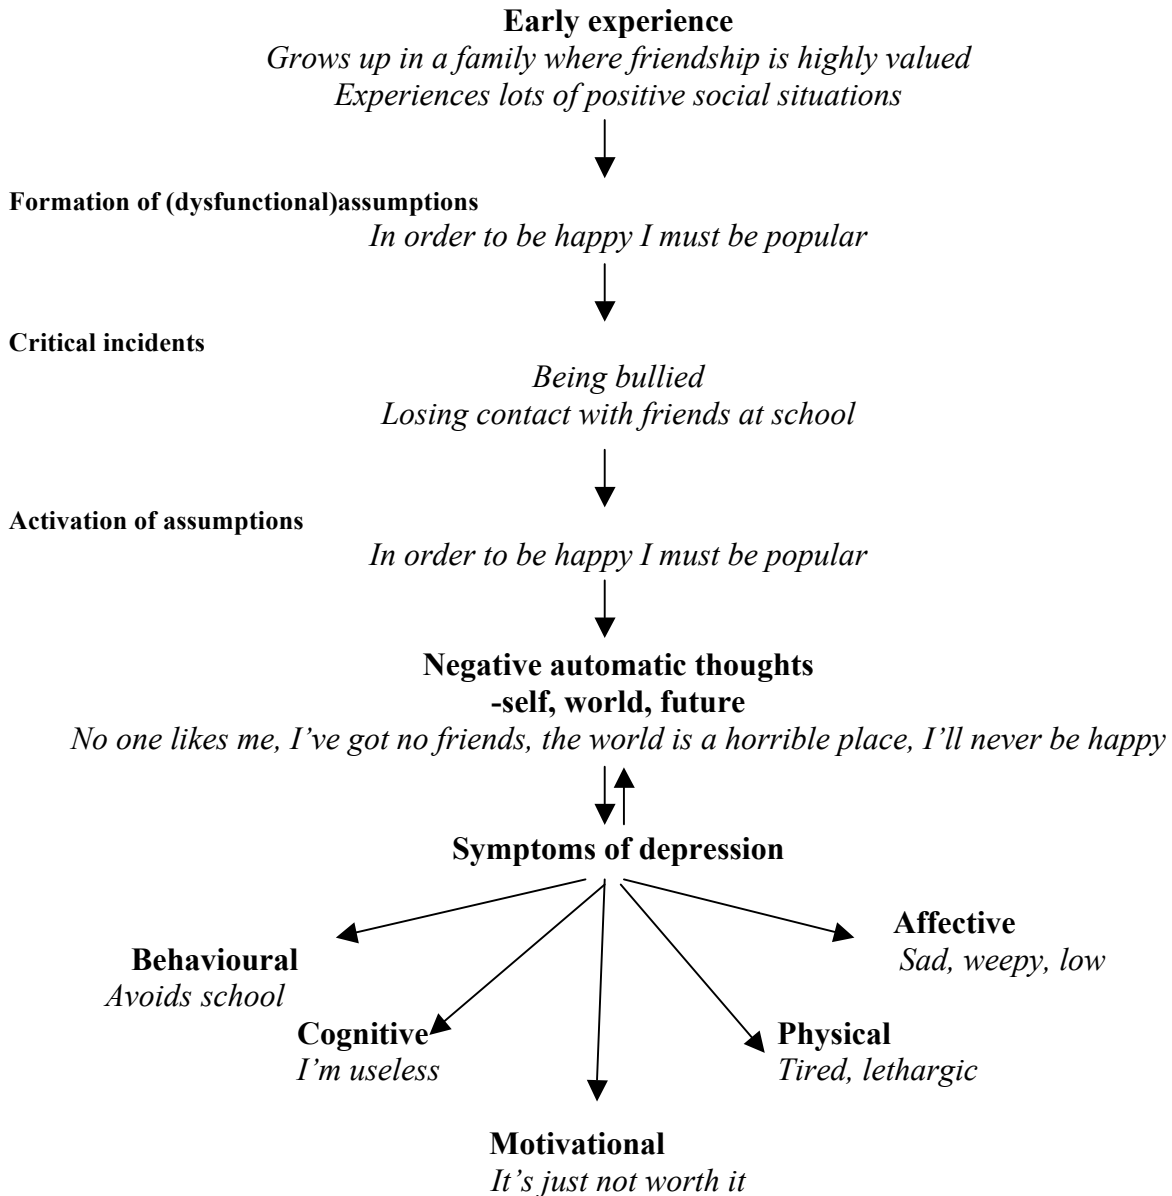 Early experience
Grows up in a family where friendship is highly valued
Experiences lots of positive social situations
Formation of (dysfunctional)assumptions
In order to be happy I must be popular
Critical incidents
Being bullied
Losing contact with friends at school
Activation of assumptions
In order to be happy I must be popular
Negative automatic thoughts
-self, world, future
No one likes me, I've got no friends, the world is a horrible place, I'll never be happy
Symptoms of depression
Behavioural
Avoids school
Cognitive
I'm useless
Motivational
It's just not worth it
Physical
Tired, lethargic
Affective
Sad, weepy, low